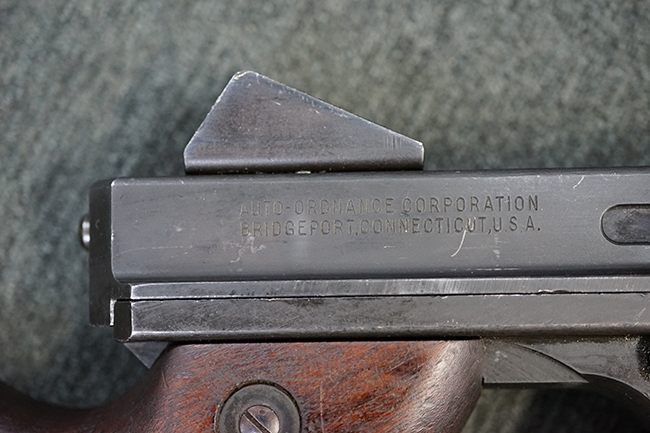 AUTO-ORDNANCE CORPORATION
BRIDGEPORT, CONNECTICUT, U.S.A.